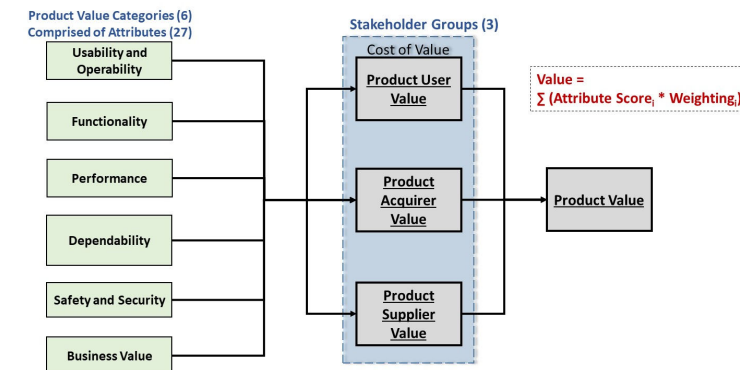 Product Value Categories (6)
Comprised of Attributes (27)
Usability and
Operability
Functionality
Performance
Dependability
Safety and Security
Business Value
Stakeholder Groups (3)
Cost of Value
Product User
Value
Product
Acquirer
Value
Product
Supplier
Value
Value =
∑ (Attribute Scoreᵢ * Weightingᵢ)
Product Value